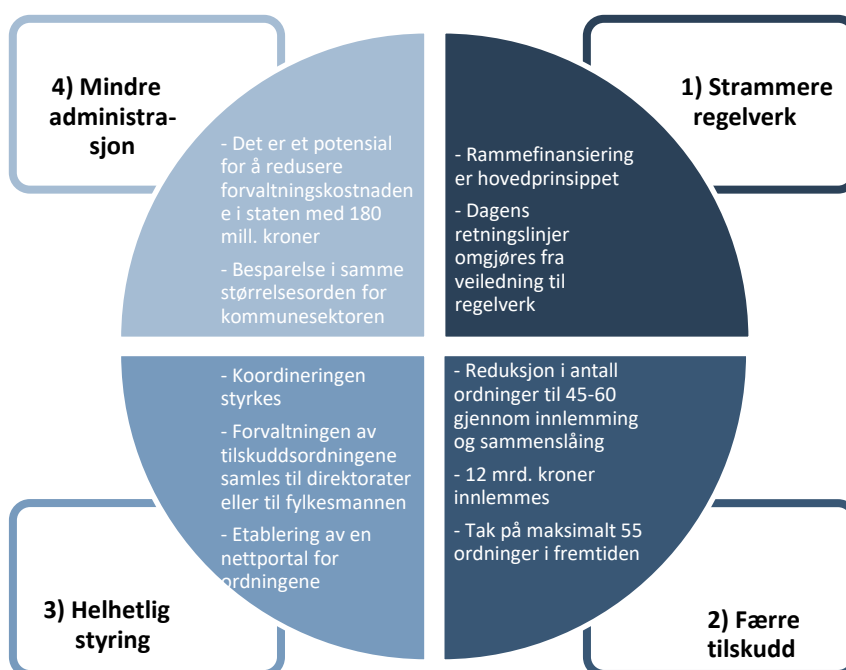 4) Mindre
administra-
sjon
- Det er et potensial
for å redusere
forvaltningskostnaden
e i staten med 180
mill. kroner
- Besparelse i samme
størrelsesorden for
kommunesektoren
1) Strammere
regelverk
- Rammefinansiering
er hovedprinsippet
- Dagens
retningslinjer
omgjøres fra
veiledning til
regelverk
- Koordineringen
styrkes
- Forvaltningen av
tilskuddsordningene
samles til direktorater
eller til fylkesmannen
- Etablering av en
nettportal for
ordningene
3) Helhetlig
styring
- Reduksjon i antall
ordninger til 45-60
gjennom innlemming
og sammenslåing
- 12 mrd. kroner
innlemmes
- Tak på maksimalt 55
ordninger i fremtiden
2) Færre
tilskudd